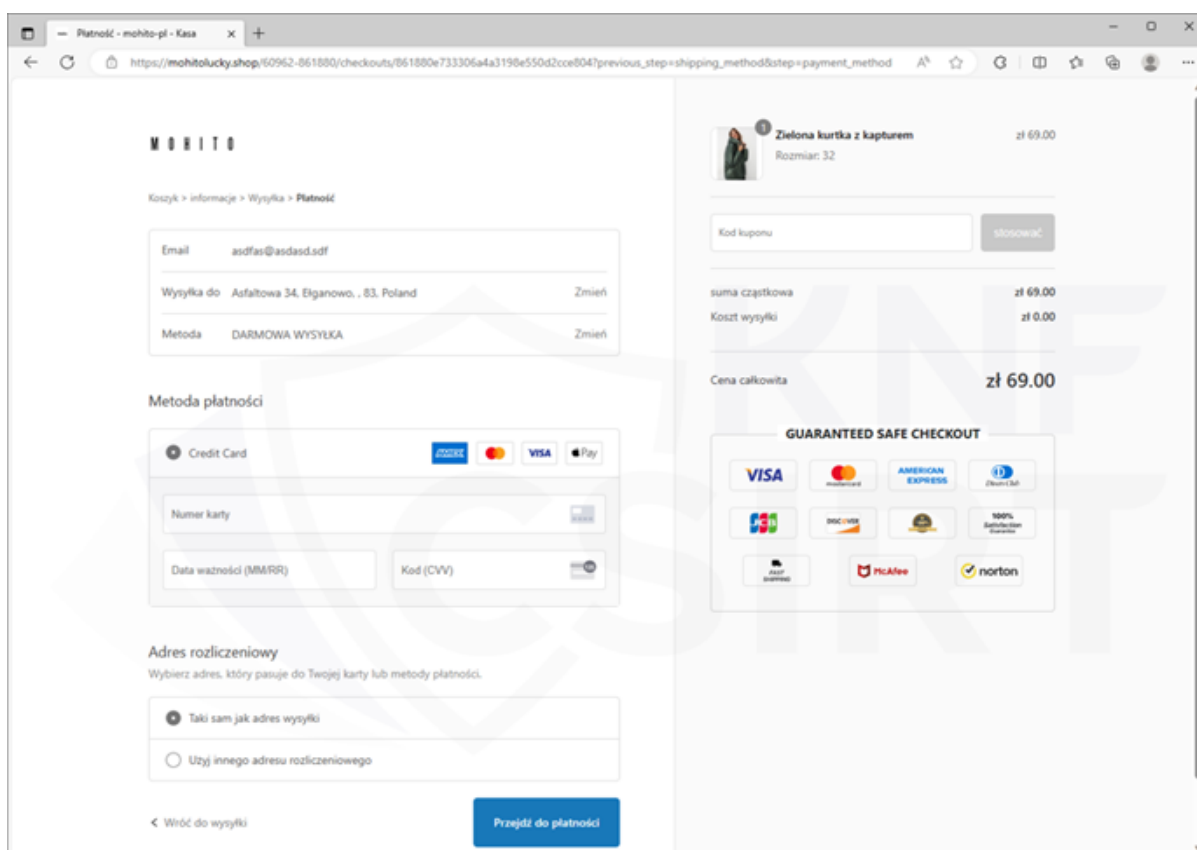 Płatność - mohito-pl - Kasa
https://mohitolucky.shop/60962-861880/checkouts/861880e733306a4a3198e550d2cce804?previous_step=shipping_method&step=payment_method
MOHITO
Koszyk > informacje > Wysyłka > Płatność
Email asdfas@asdasd.sdf
Wysyłka do Asfaltowa 34, Ełganowo, , 83, Poland Zmień
Metoda DARMOWA WYSYŁKA Zmień
Metoda płatności
Credit Card AMEX VISA Pay
Numer karty
Data ważności (MM/RR) Kod (CVV)
Adres rozliczeniowy
Wybierz adres, który pasuje do Twojej karty lub metody płatności.
Taki sam jak adres wysyłki
Użyj innego adresu rozliczeniowego
< Wróć do wysyłki Przejdź do płatności
1
Zielona kurtka z kapturem zł 69.00
Rozmiar: 32
Kod kuponu stosować
suma cząstkowa zł 69.00
Koszt wysyłki zł 0.00
Cena całkowita zł 69.00
GUARANTEED SAFE CHECKOUT
VISA mastercard AMERICAN EXPRESS Diners Club
JCB DISCOVER 100% Satisfaction Guarantee
FAST SHIPPING McAfee norton
KNF
CSIRT